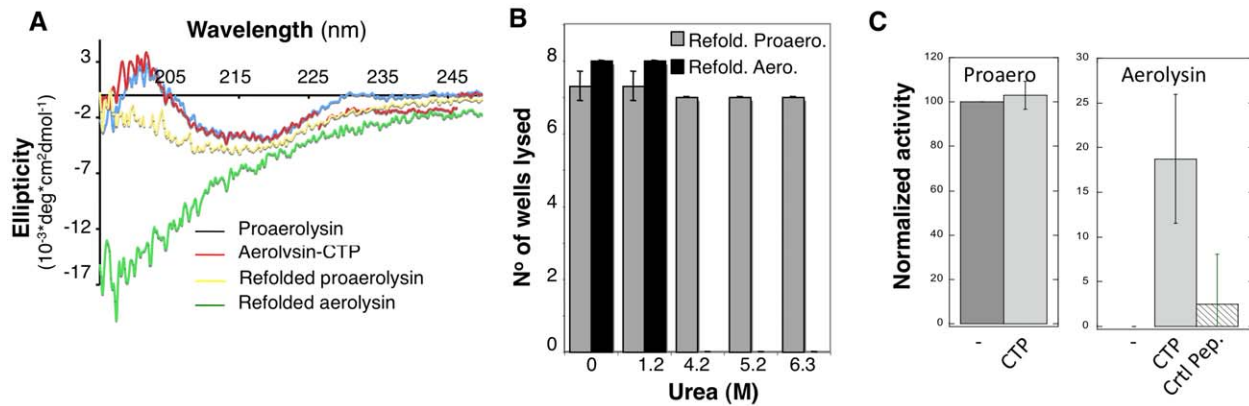 A
Wavelength (nm)
3
-2
-7
-12
-17
205 215 225 235 245
Ellipticity
(10-³*deg*cm²dmol-¹)
Proaerolysin
Aerolvsin-CTP
Refolded proaerolysin
Refolded aerolysin
B
Refold. Proaero.
Refold. Aero.
Nº of wells lysed
8
6
4
2
0
0 1.2 4.2 5.2 6.3
Urea (M)
C
Normalized activity
120
100
80
60
40
20
0
Proaero
- CTP
30
25
20
15
10
5
0
Aerolysin
- CTP Crtl Pep.